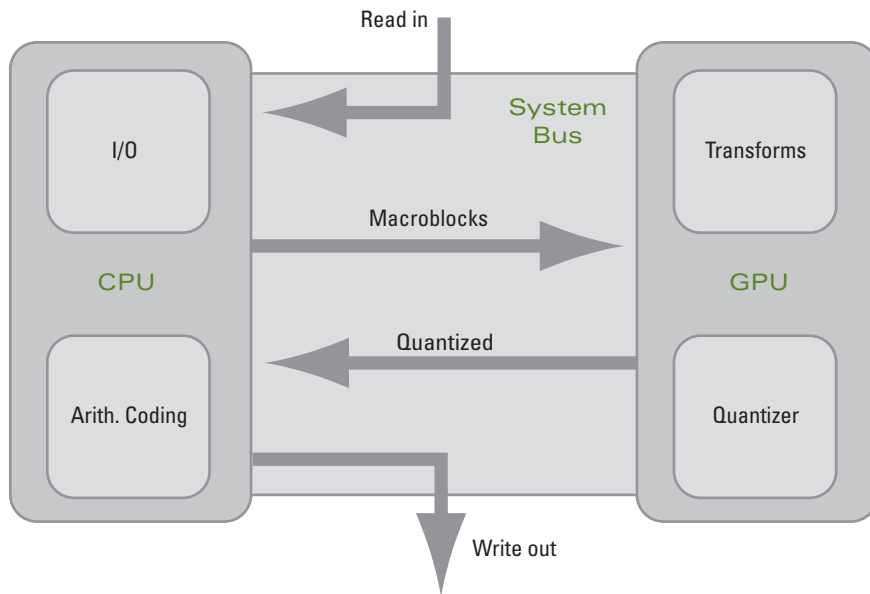 Read in
System
Bus
I/O
Transforms
Macroblocks
CPU
GPU
Quantized
Arith. Coding
Quantizer
Write out